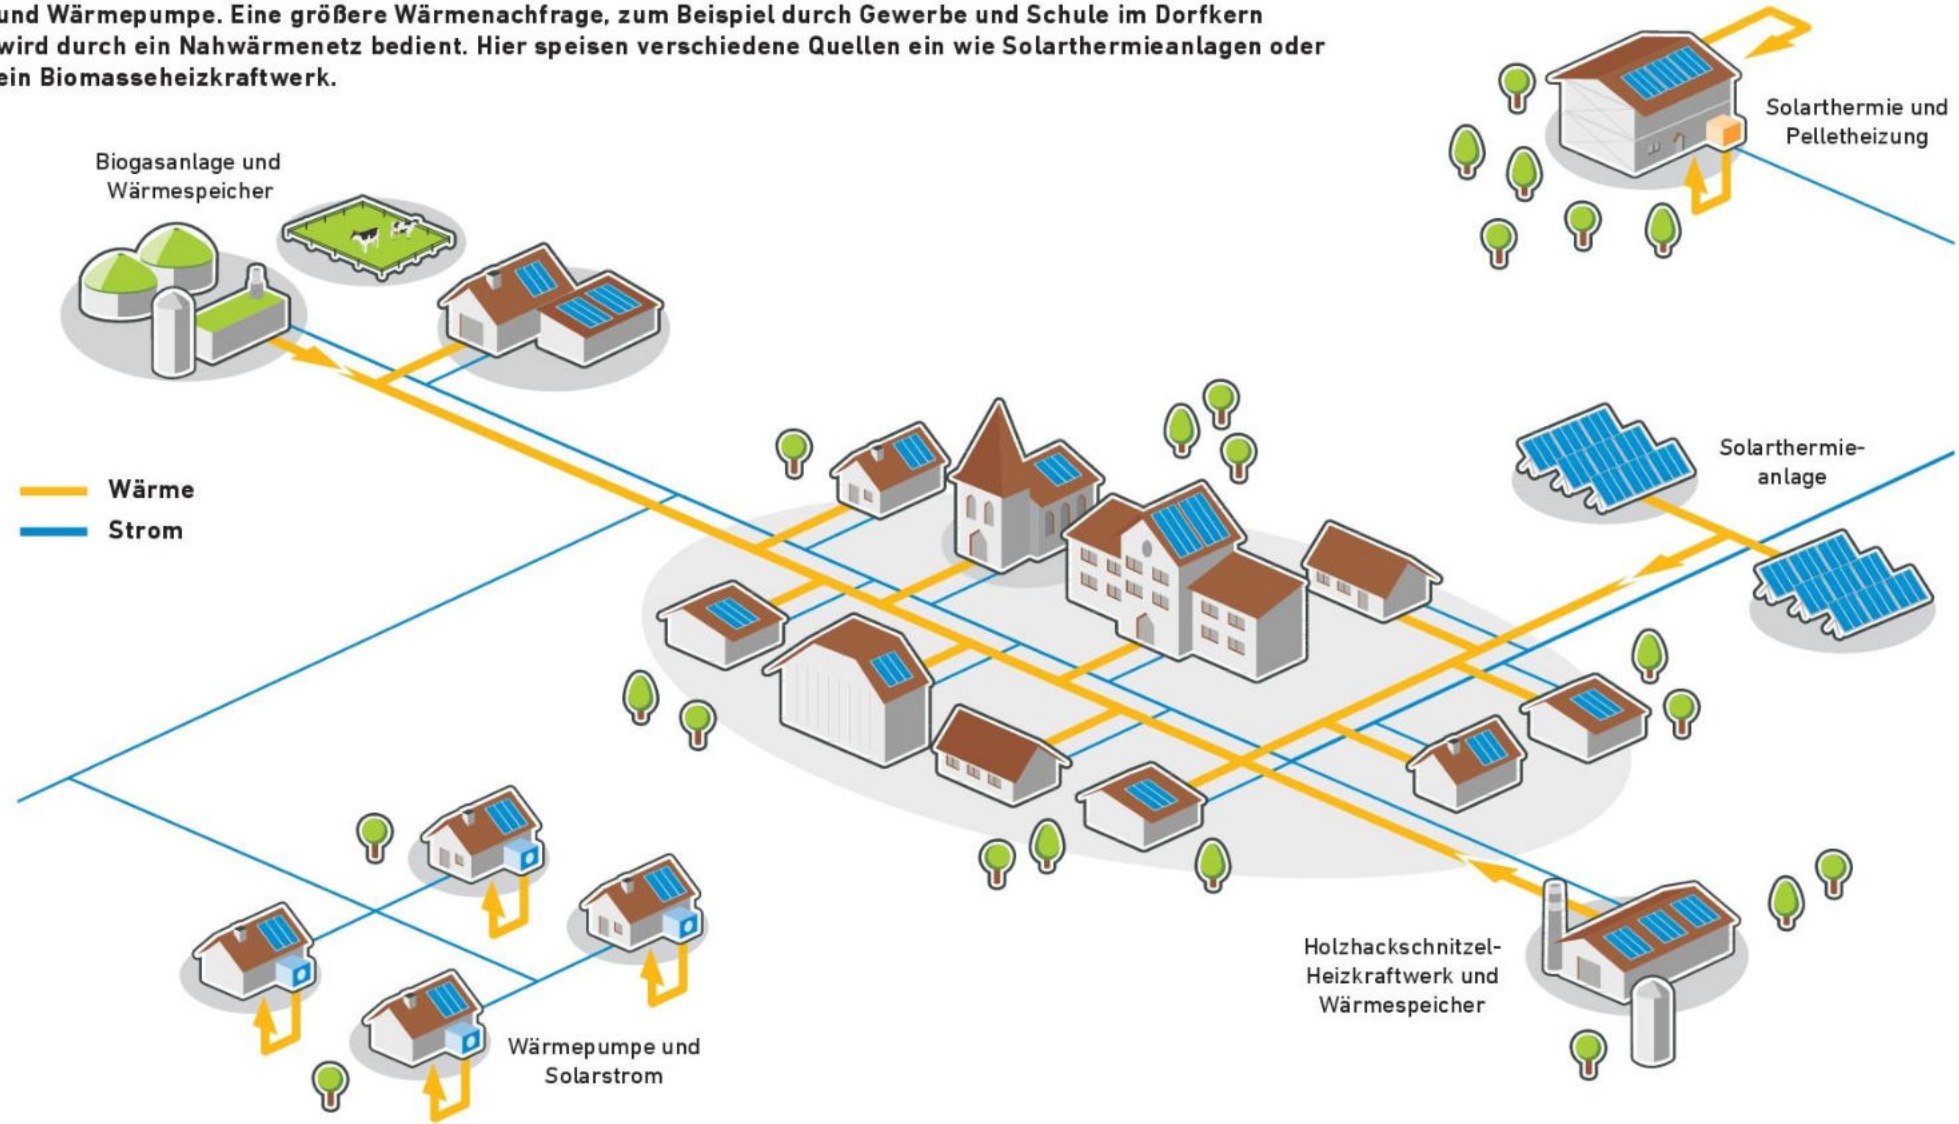 und Wärmepumpe. Eine größere Wärmenachfrage, zum Beispiel durch Gewerbe und Schule im Dorfkern
wird durch ein Nahwärmenetz bedient. Hier speisen verschiedene Quellen ein wie Solarthermieanlagen oder
ein Biomasseheizkraftwerk.
Solarthermie und
Pelletheizung
Biogasanlage und
Wärmespeicher
Solarthermie-
anlage
Wärme
Strom
Holzhackschnitzel-
Heizkraftwerk und
Wärmespeicher
Wärmepumpe und
Solarstrom